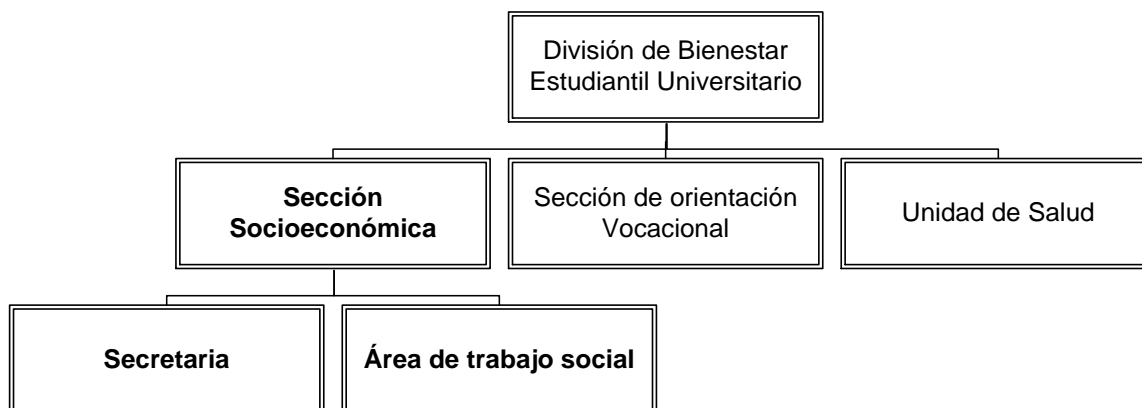 División de Bienestar
Estudiantil Universitario
Sección
Socioeconómica
Sección de orientación
Vocacional
Unidad de Salud
Secretaria
Área de trabajo social